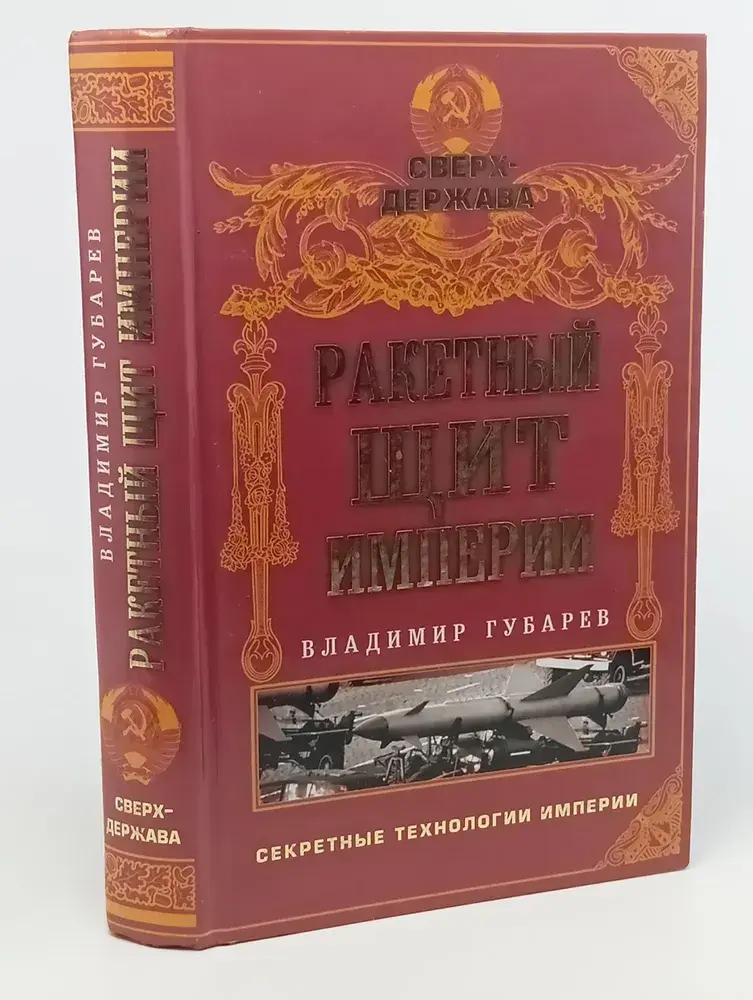 ВЛАДИМИР ГУБАРЕВ
РАКЕТНЫЙ ЩИТ ИМПЕРИИ
СВЕРХ-
ДЕРЖАВА
СВЕРХ-
ДЕРЖАВА
РАКЕТНЫЙ
ЩИТ
ИМПЕРИИ
ВЛАДИМИР ГУБАРЕВ
СЕКРЕТНЫЕ ТЕХНОЛОГИИ ИМПЕРИИ